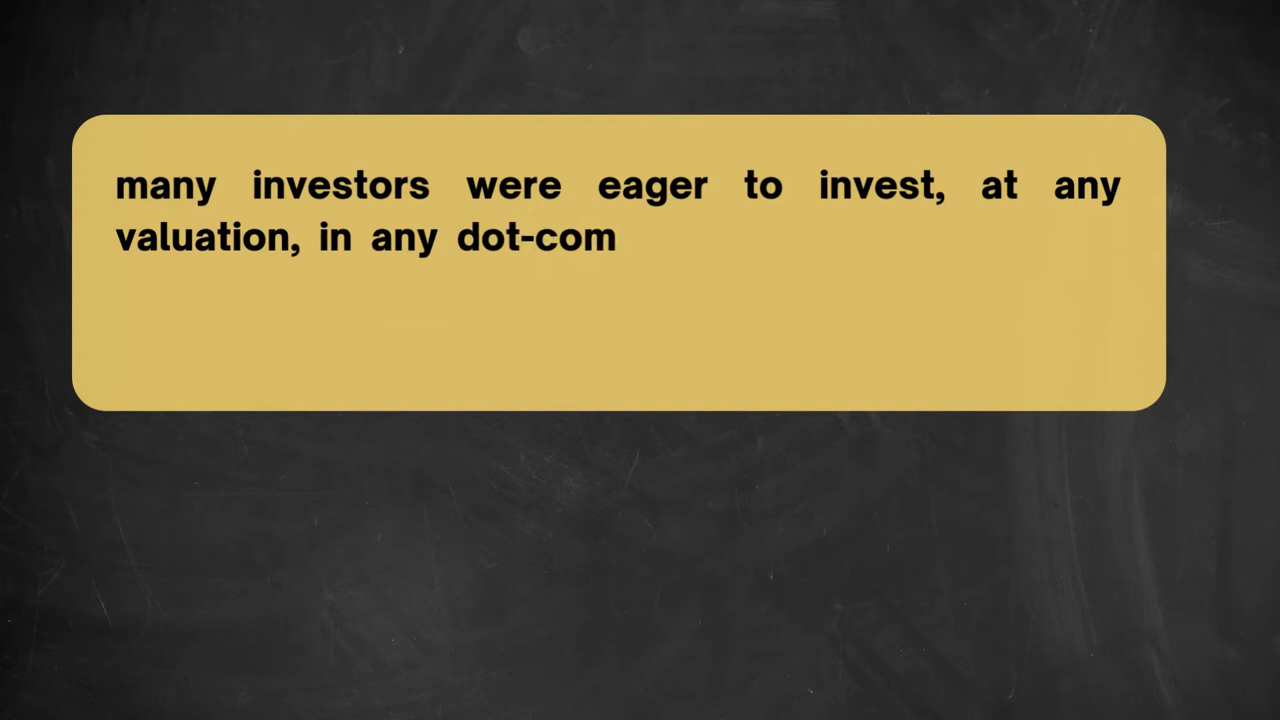 many investors were eager to invest, at any
valuation, in any dot-com